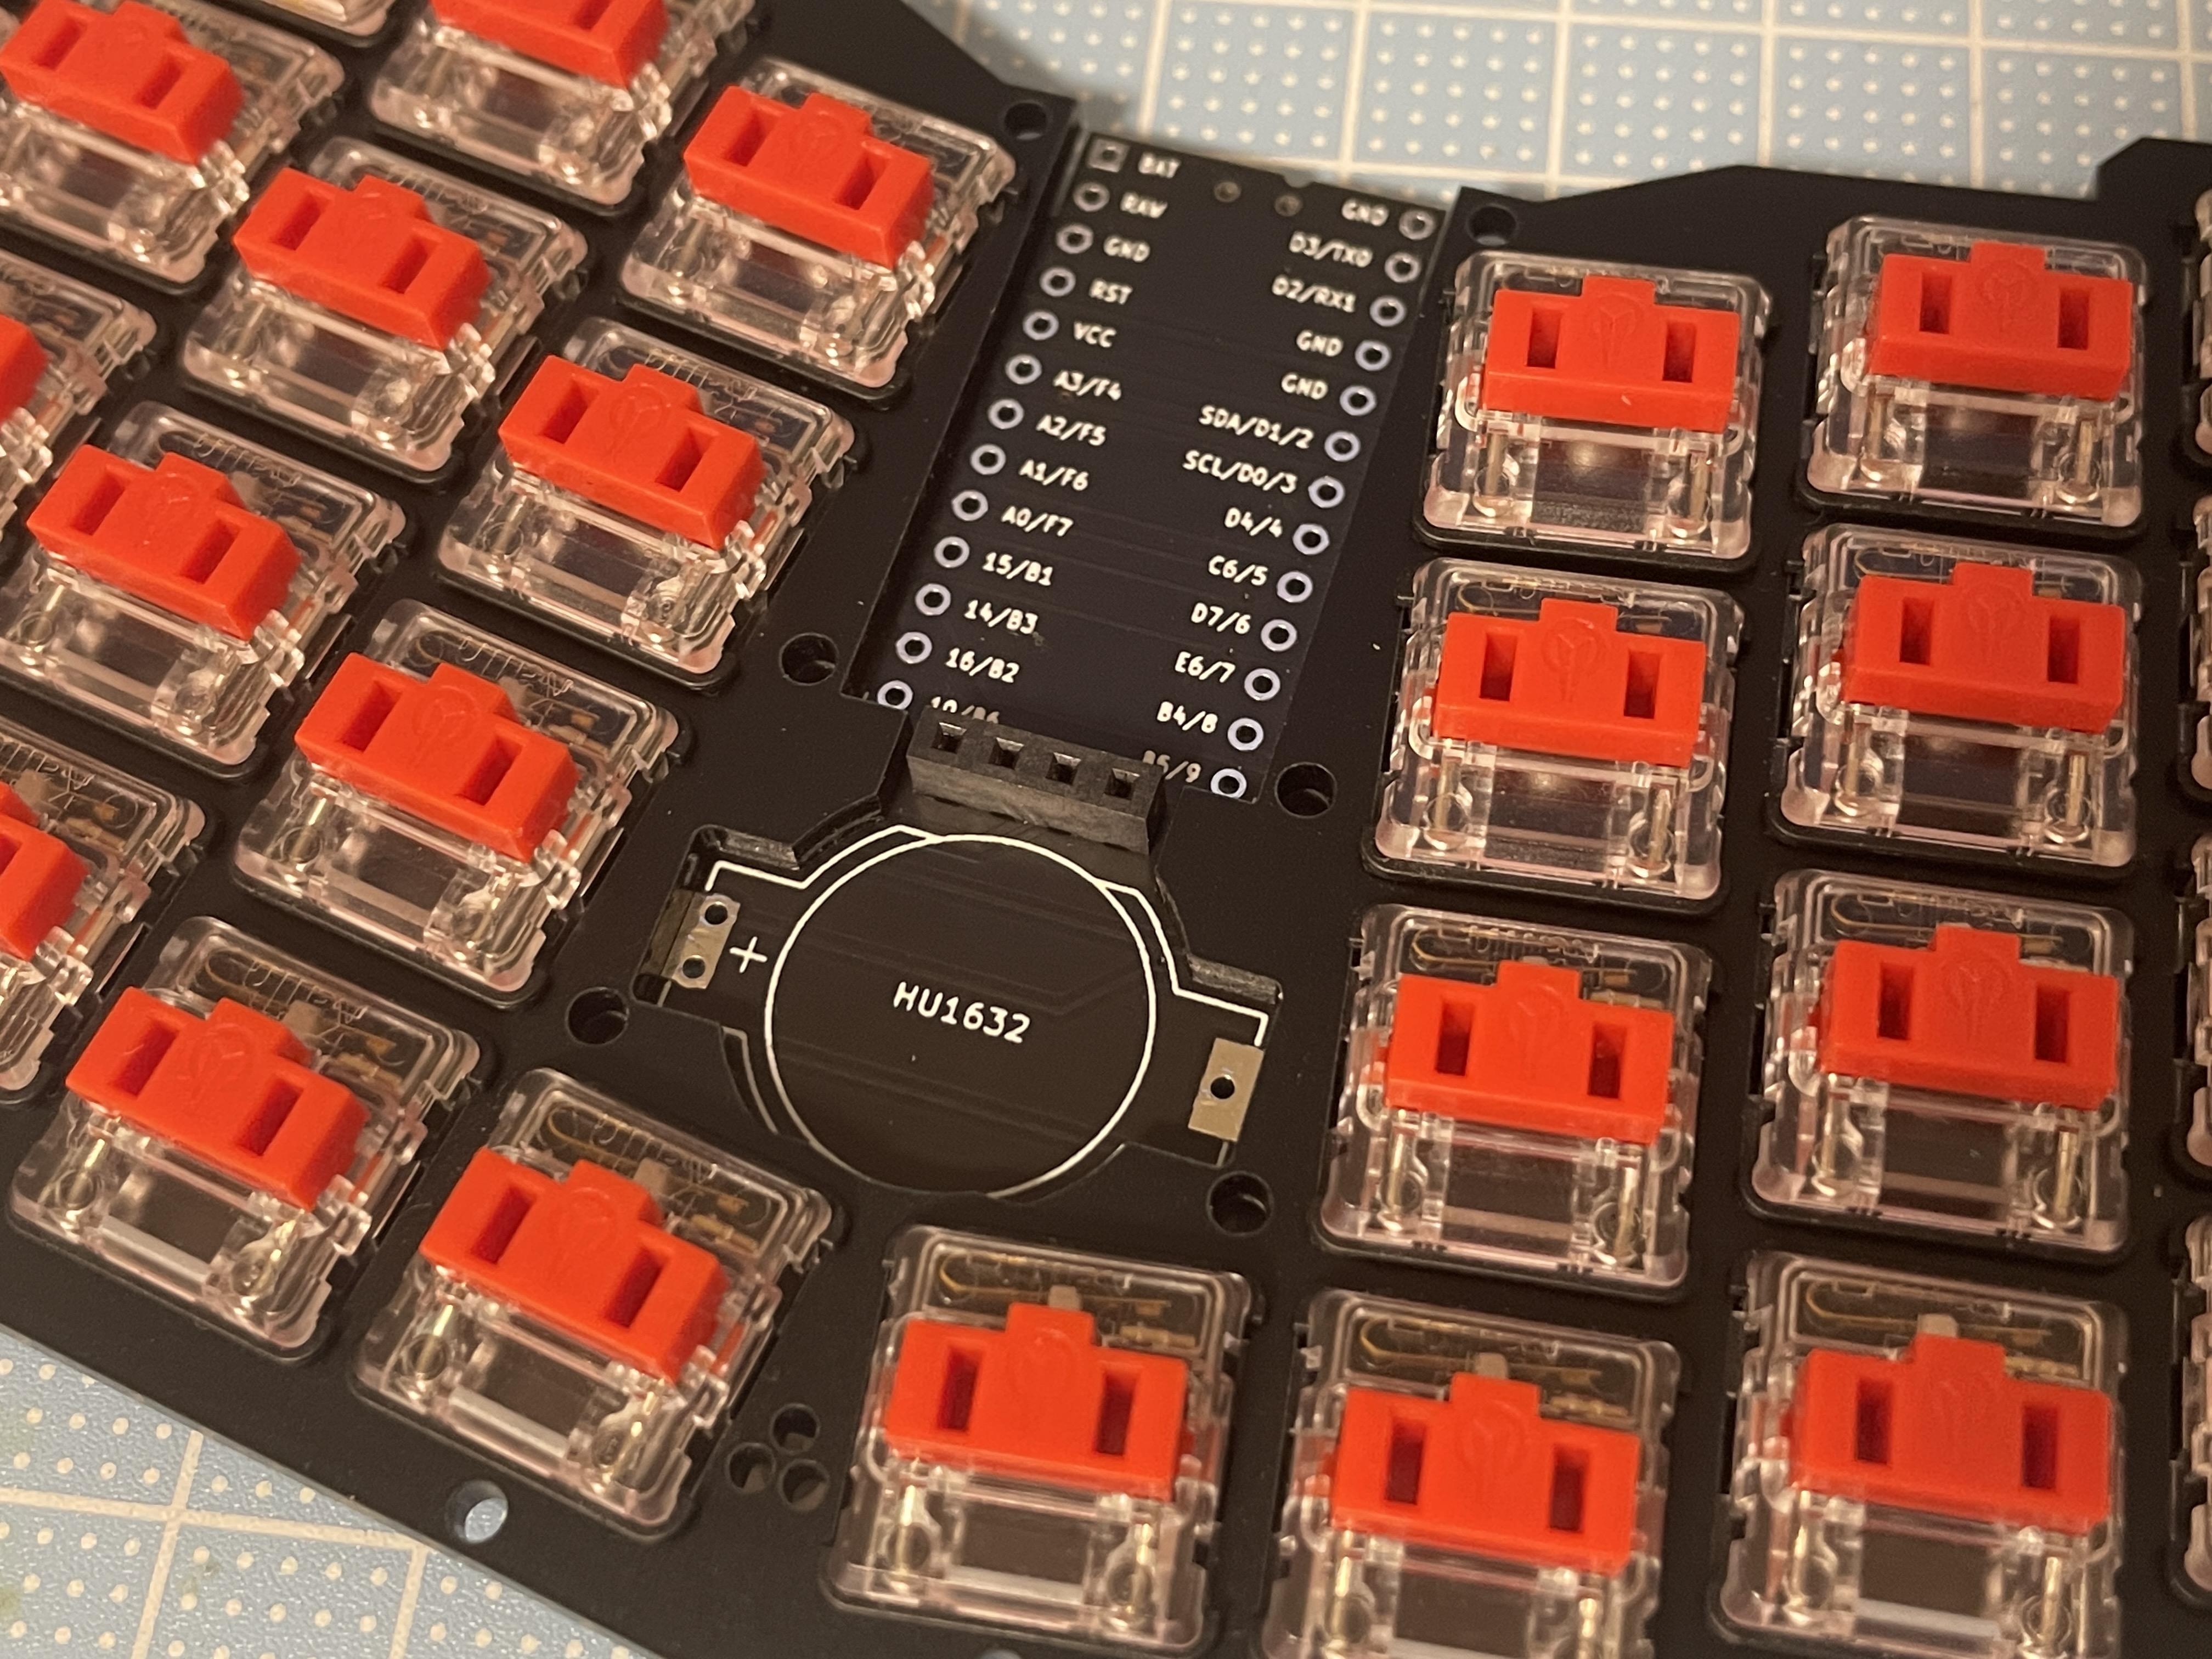 BAT
RAW
GND
RST
VCC
A3/F4
A2/F5
A1/F6
A0/F7
15/B1
14/B3
16/B2
10/B6
GND
D3/TX0
D2/RX1
GND
GND
SDA/D1/2
SCL/D0/3
D4/4
C6/5
D7/6
E6/7
B4/8
B5/9
+
HU1632